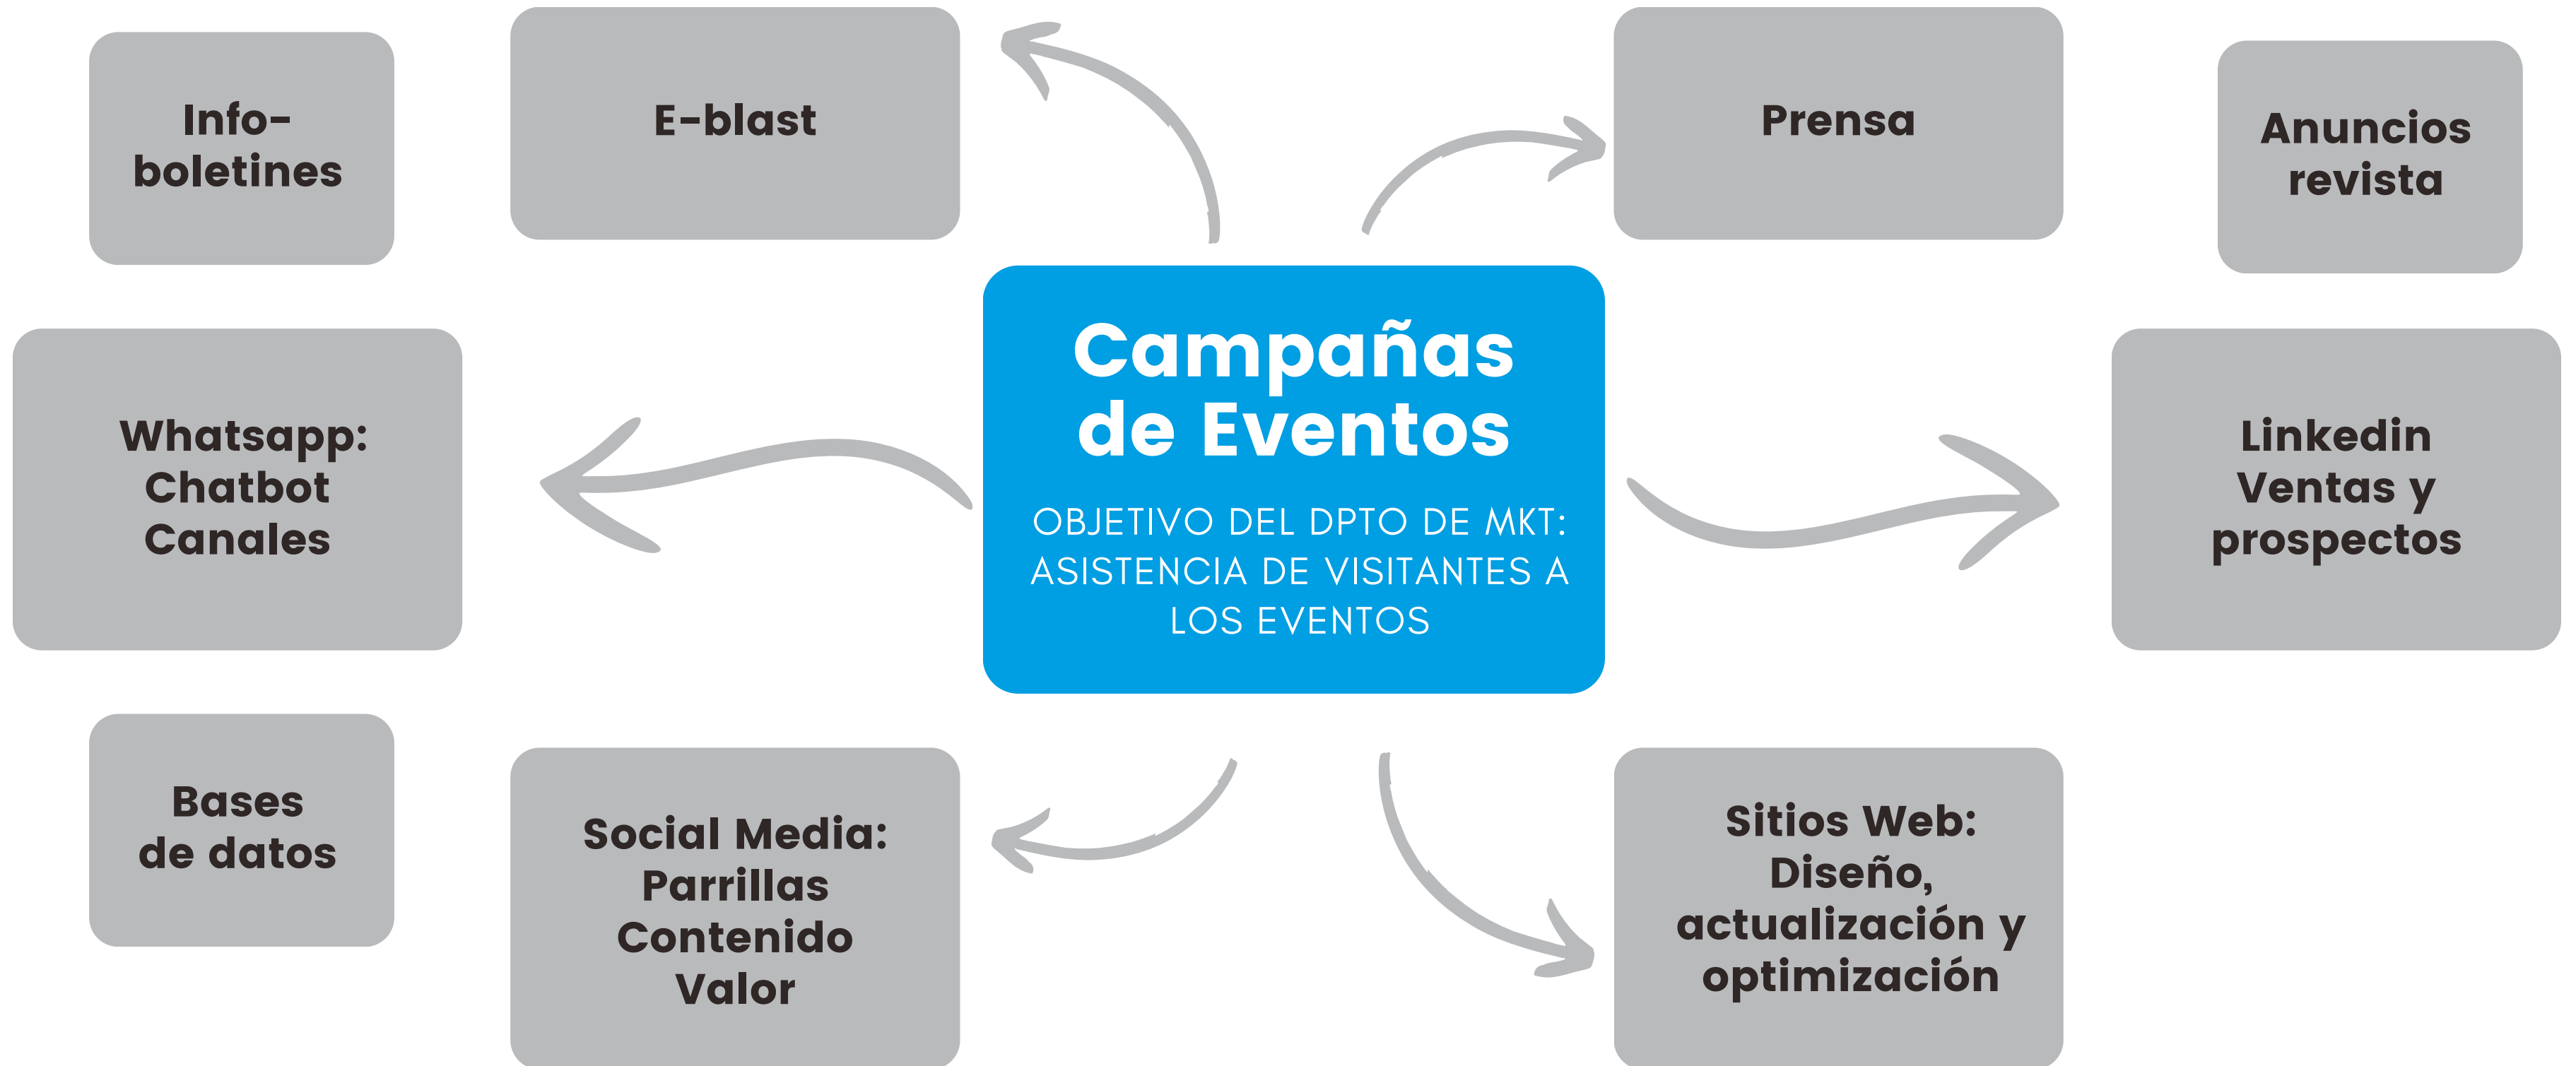 Info-
boletines
E-blast
Prensa
Anuncios
revista
Campañas
de Eventos
OBJETIVO DEL DPTO DE MKT:
ASISTENCIA DE VISITANTES A
LOS EVENTOS
Whatsapp:
Chatbot
Canales
Linkedin
Ventas y
prospectos
Bases
de datos
Social Media:
Parrillas
Contenido
Valor
Sitios Web:
Diseño,
actualización y
optimización